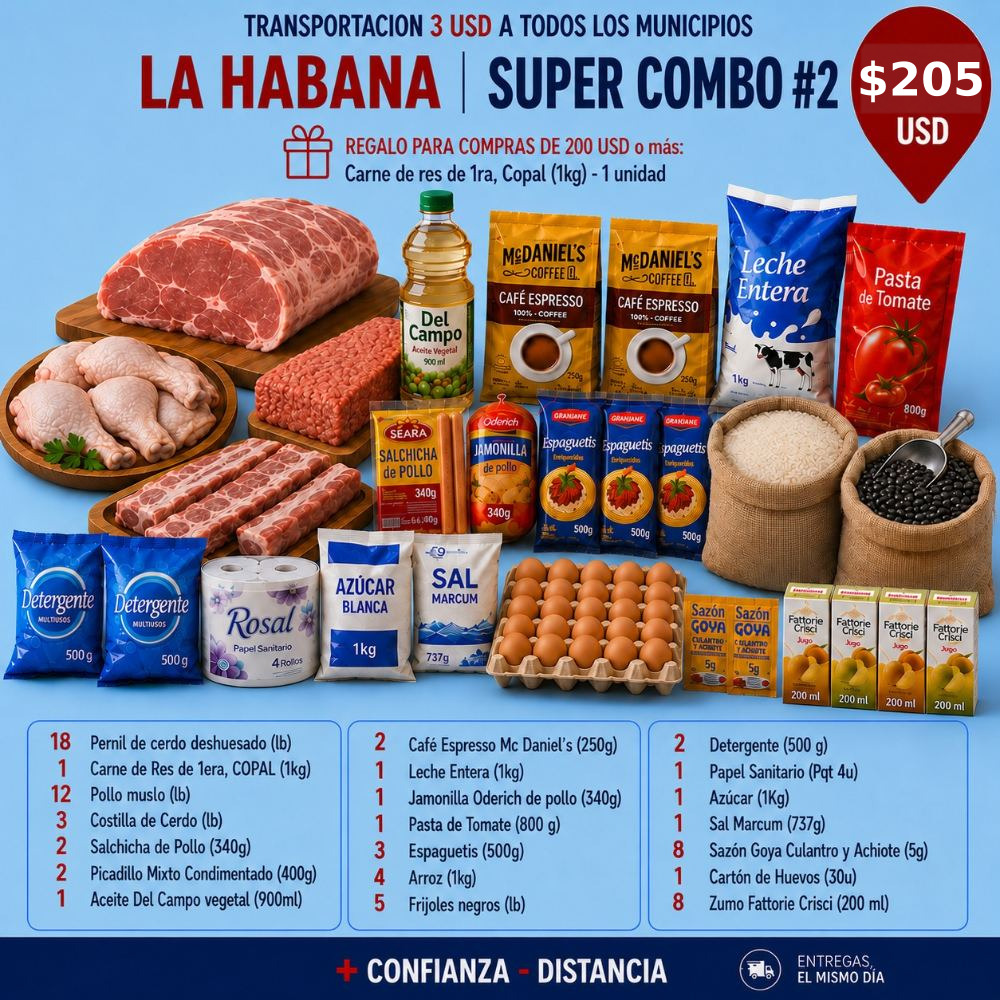 TRANSPORTACION 3 USD A TODOS LOS MUNICIPIOS
LA HABANA | SUPER COMBO #2
$205
USD
REGALO PARA COMPRAS DE 200 USD o más:
Carne de res de 1ra, Copal (1kg) - 1 unidad
Del
Campo
Aceite Vegetal
900 ml
McDANIEL'S
COFFEE
CAFÉ ESPRESSO
100% - COFFEE
250g
McDANIEL'S
COFFEE
CAFÉ ESPRESSO
100% - COFFEE
250g
Leche
Entera
1kg
Pasta
de Tomate
800g
SEARA
SALCHICHA
DE POLLO
340g
Oderich
JAMONILLA
de pollo
340g
GRANJANE
Espaguetis
500g
GRANJANE
Espaguetis
500g
GRANJANE
Espaguetis
500g
Detergente
MULTIUSOS
500 g
Detergente
MULTIUSOS
500 g
Rosal
Papel Sanitario
4 Rollos
AZÚCAR
BLANCA
1kg
SAL
MARCUM
737g
Sazón
GOYA
CULANTRO
Y ACHIOTE
5g
Sazón
GOYA
CULANTRO
Y ACHIOTE
5g
Fattorie
Crisci
Jugo
200 ml
Fattorie
Crisci
Jugo
200 ml
Fattorie
Crisci
Jugo
200 ml
Fattorie
Crisci
Jugo
200 ml
18 Pernil de cerdo deshuesado (lb)
1 Carne de Res de 1era, COPAL (1kg)
12 Pollo muslo (lb)
3 Costilla de Cerdo (lb)
2 Salchicha de Pollo (340g)
2 Picadillo Mixto Condimentado (400g)
1 Aceite Del Campo vegetal (900ml)
2 Café Espresso Mc Daniel's (250g)
1 Leche Entera (1kg)
1 Jamonilla Oderich de pollo (340g)
1 Pasta de Tomate (800 g)
3 Espaguetis (500g)
4 Arroz (1kg)
5 Frijoles negros (lb)
2 Detergente (500 g)
1 Papel Sanitario (Pqt 4u)
1 Azúcar (1Kg)
1 Sal Marcum (737g)
8 Sazón Goya Culantro y Achiote (5g)
1 Cartón de Huevos (30u)
8 Zumo Fattorie Crisci (200 ml)
+ CONFIANZA - DISTANCIA
ENTREGAS,
EL MISMO DÍA